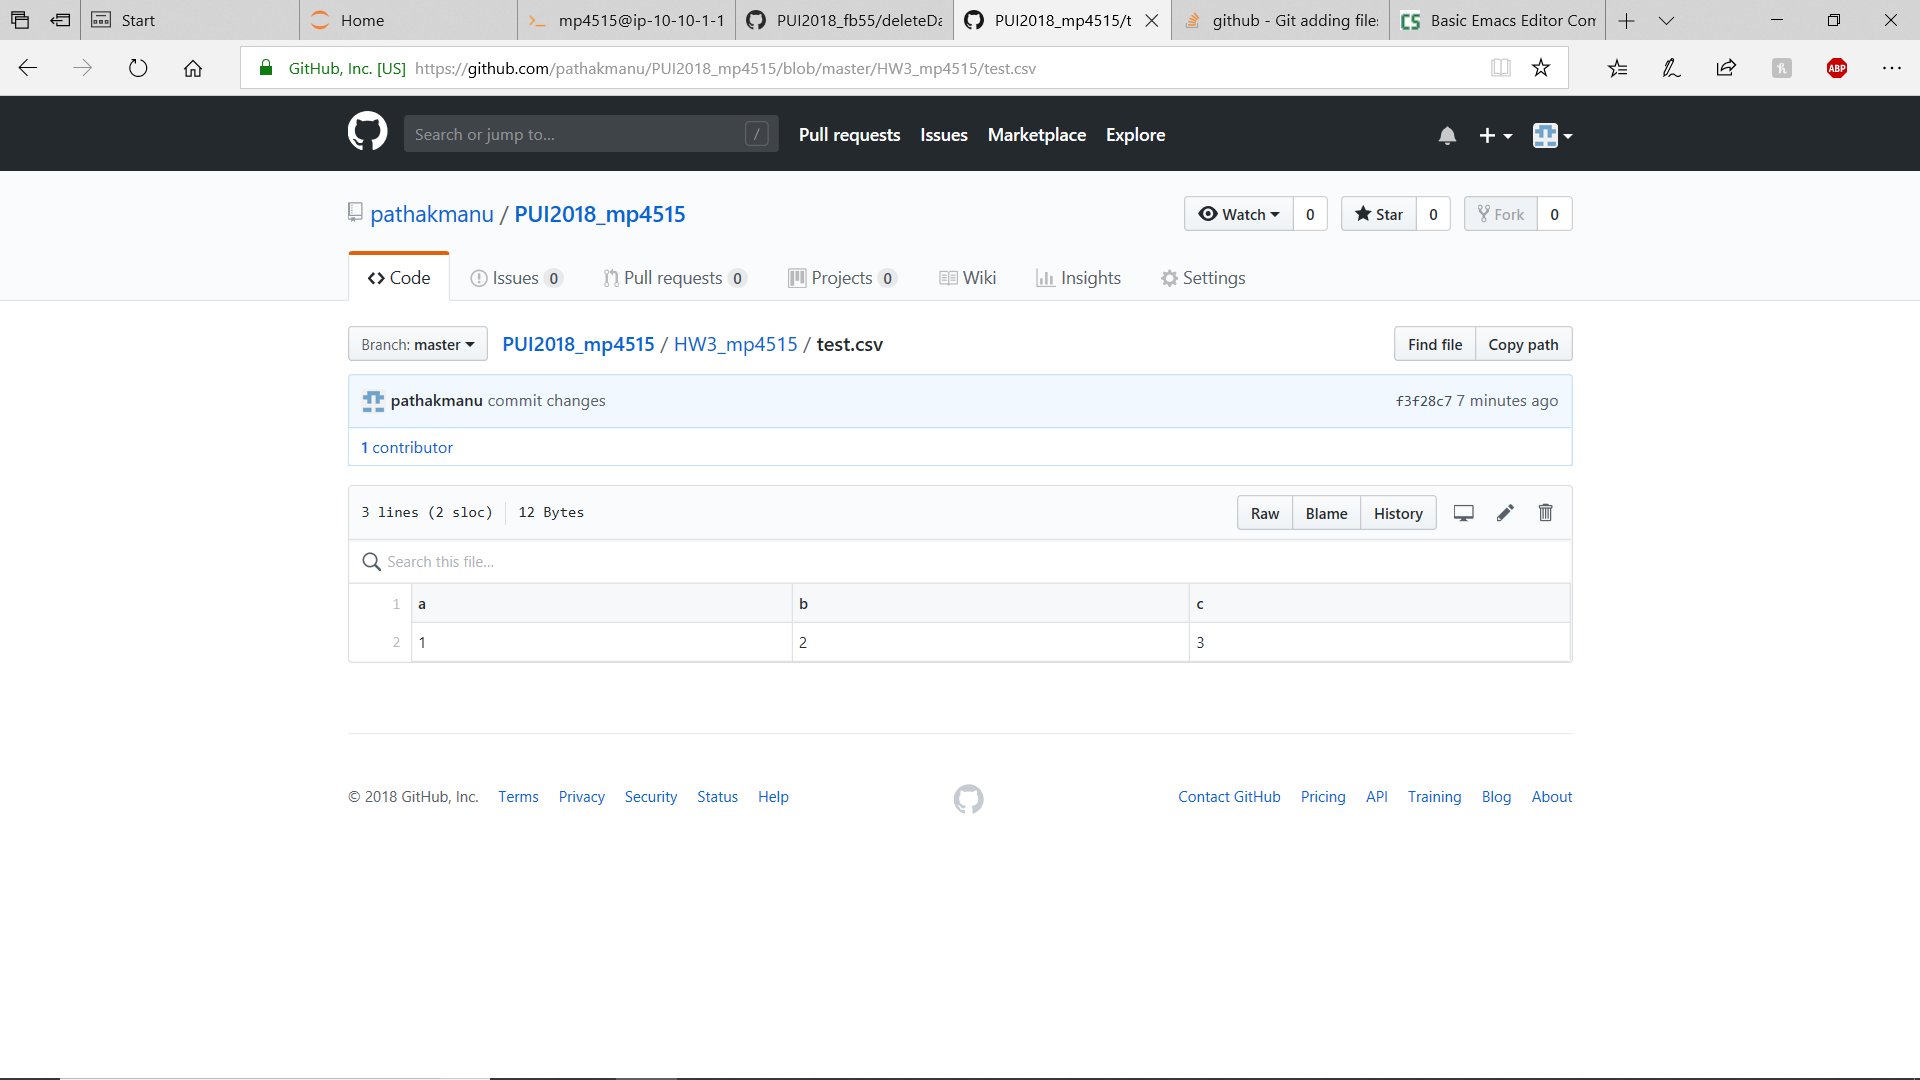 Start
Home
mp4515@ip-10-10-1-1
PUI2018_fb55/deleteDa
PUI2018_mp4515/t
github - Git adding files
Basic Emacs Editor Com
GitHub, Inc. [US] https://github.com/pathakmanu/PUI2018_mp4515/blob/master/HW3_mp4515/test.csv
ABP
Search or jump to... /
Pull requests Issues Marketplace Explore
pathakmanu / PUI2018_mp4515
Watch 0 Star 0 Fork 0
Code Issues 0 Pull requests 0 Projects 0 Wiki Insights Settings
Branch: master PUI2018_mp4515 / HW3_mp4515 / test.csv Find file Copy path
pathakmanu commit changes f3f28c7 7 minutes ago
1 contributor
3 lines (2 sloc) 12 Bytes Raw Blame History
Search this file...
1 a b c
2 1 2 3
© 2018 GitHub, Inc. Terms Privacy Security Status Help Contact GitHub Pricing API Training Blog About